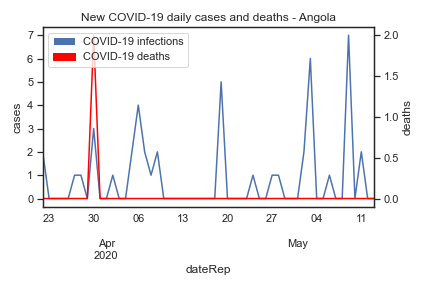 New COVID-19 daily cases and deaths - Angola
COVID-19 infections
COVID-19 deaths
cases
7
6
5
4
3
2
1
0
deaths
2.0
1.5
1.0
0.5
0.0
23 30 06 13 20 27 04 11
Apr May
2020
dateRep